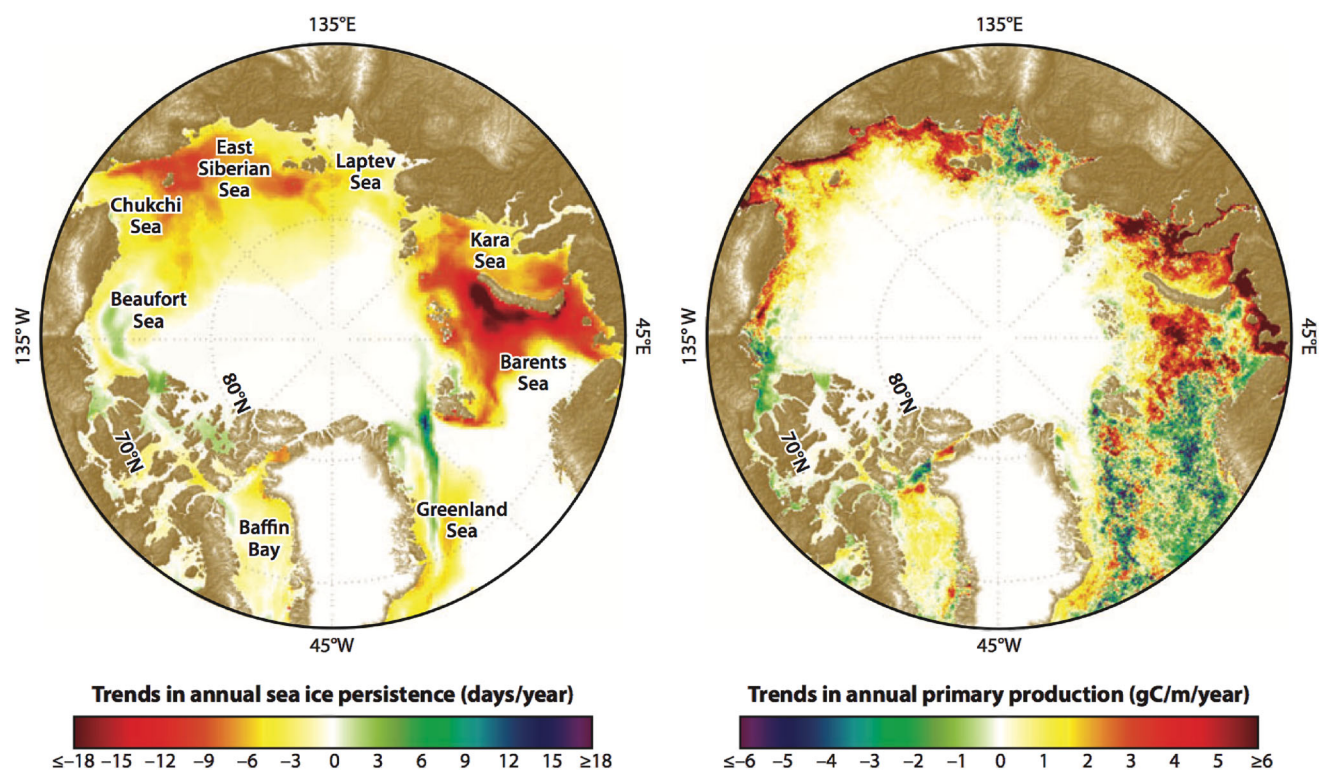 135°E
135°E
East
Siberian
Sea
Laptev
Sea
Chukchi
Sea
Kara
Sea
Beaufort
Sea
135° W
45°E
Barents
Sea
80°N
70°N
Greenland
Sea
Baffin
Bay
45°W
135° W
45°E
80°N
70°N
45°W
Trends in annual sea ice persistence (days/year)
≤–18 –15 –12 –9 –6 –3 0 3 6 9 12 15 ≥18
Trends in annual primary production (gC/m/year)
≤–6 –5 –4 –3 –2 –1 0 1 2 3 4 5 ≥6